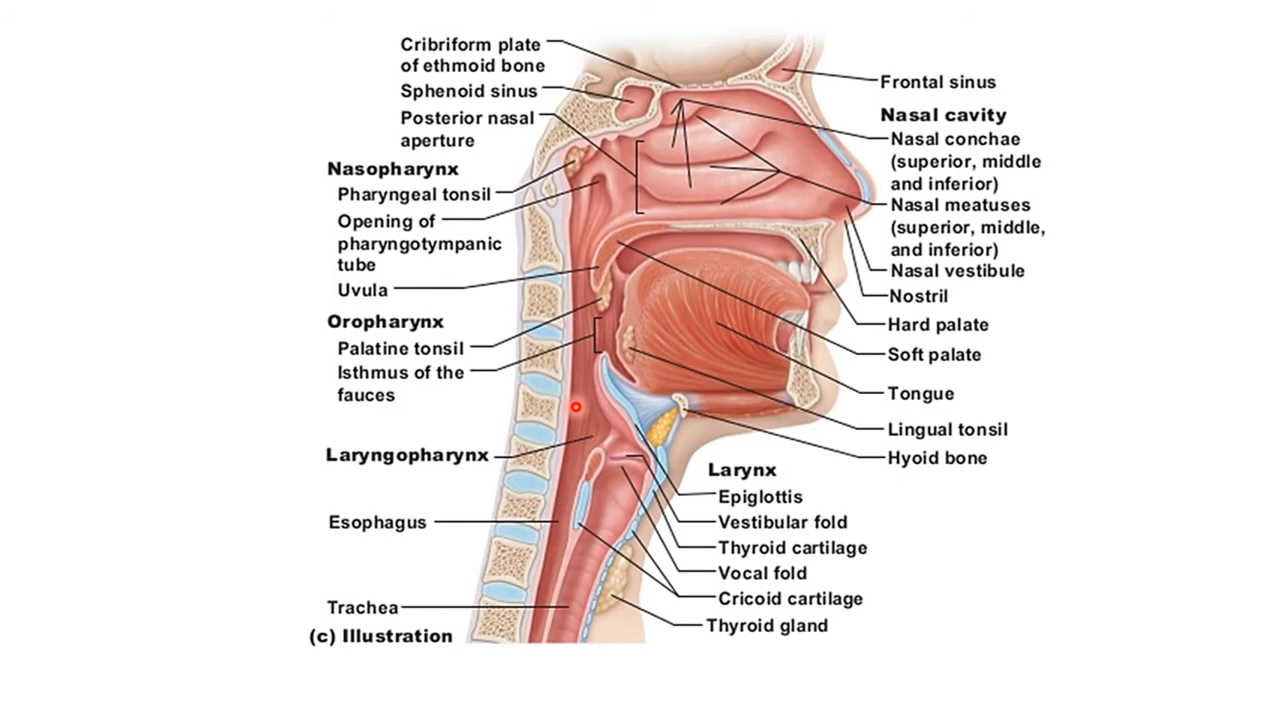 Cribriform plate
of ethmoid bone
Sphenoid sinus
Posterior nasal
aperture
Nasopharynx
Pharyngeal tonsil
Opening of
pharyngotympanic
tube
Uvula
Oropharynx
Palatine tonsil
Isthmus of the
fauces
Laryngopharynx
Esophagus
Trachea
(c) Illustration
Frontal sinus
Nasal cavity
Nasal conchae
(superior, middle
and inferior)
Nasal meatuses
(superior, middle,
and inferior)
Nasal vestibule
Nostril
Hard palate
Soft palate
Tongue
Lingual tonsil
Hyoid bone
Larynx
Epiglottis
Vestibular fold
Thyroid cartilage
Vocal fold
Cricoid cartilage
Thyroid gland